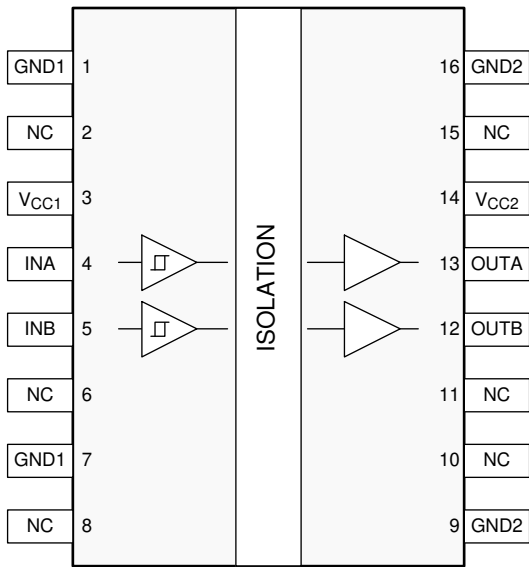 GND1 1 16 GND2
NC 2 15 NC
VCC1 3 14 VCC2
INA 4 13 OUTA
INB 5 12 OUTB
NC 6 11 NC
GND1 7 10 NC
NC 8 9 GND2
ISOLATION